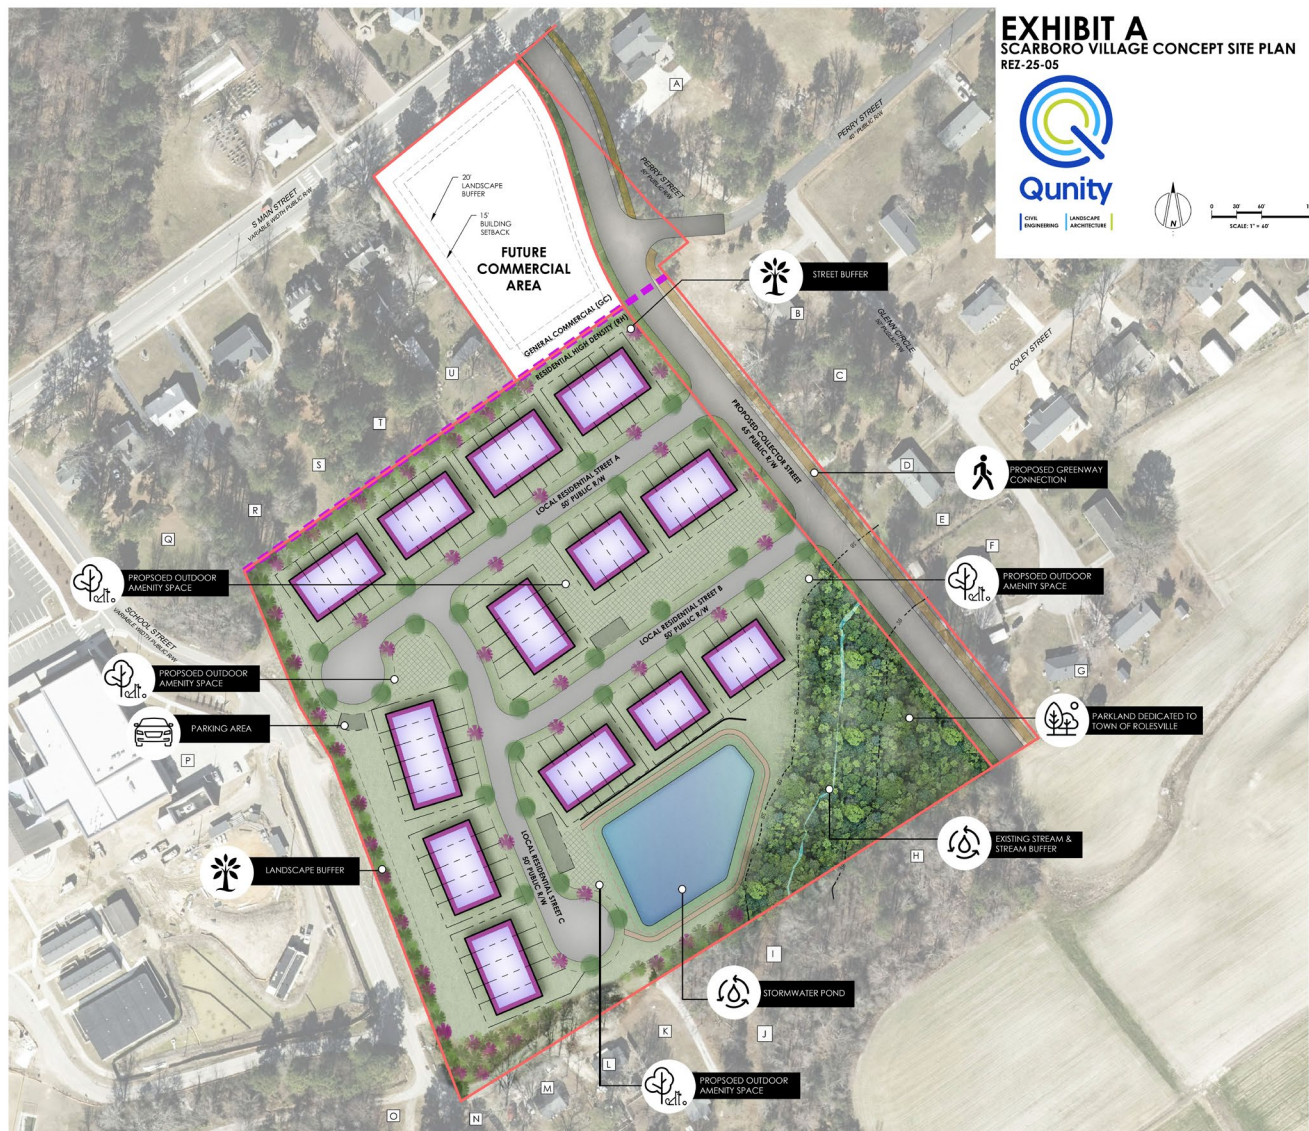 EXHIBIT A
SCARBORO VILLAGE CONCEPT SITE PLAN
REZ-25-05
Qunity
CIVIL
ENGINEERING
LANDSCAPE
ARCHITECTURE
N
0 30' 60' 1
SCALE: 1" = 60'
A
PERRY STREET
PERRY STREET
50' PUBLIC R/W
S MAIN STREET
VARIABLE WIDTH PUBLIC R/W
20'
LANDSCAPE
BUFFER
15'
BUILDING
SETBACK
FUTURE
COMMERCIAL
AREA
GENERAL COMMERCIAL (GC)
RESIDENTIAL HIGH DENSITY (RH)
STREET BUFFER
B
GLENN CIRCLE
50' PUBLIC R/W
COLEY STREET
C
U
T
S
R
Q
PROPOSED COLLECTOR STREET
65' PUBLIC R/W
D
PROPOSED GREENWAY
CONNECTION
LOCAL RESIDENTIAL STREET A
50' PUBLIC R/W
E
F
PROPSOED OUTDOOR
AMENITY SPACE
PROPSOED OUTDOOR
AMENITY SPACE
SCHOOL STREET
VARIABLE WIDTH PUBLIC R/W
LOCAL RESIDENTIAL STREET B
50' PUBLIC R/W
PROPSOED OUTDOOR
AMENITY SPACE
G
PARKING AREA
PARKLAND DEDICATED TO
TOWN OF ROLESVILLE
P
EXISTING STREAM &
STREAM BUFFER
H
LANDSCAPE BUFFER
LOCAL RESIDENTIAL STREET C
50' PUBLIC R/W
I
STORMWATER POND
J
K
L
M
PROPSOED OUTDOOR
AMENITY SPACE
N
O